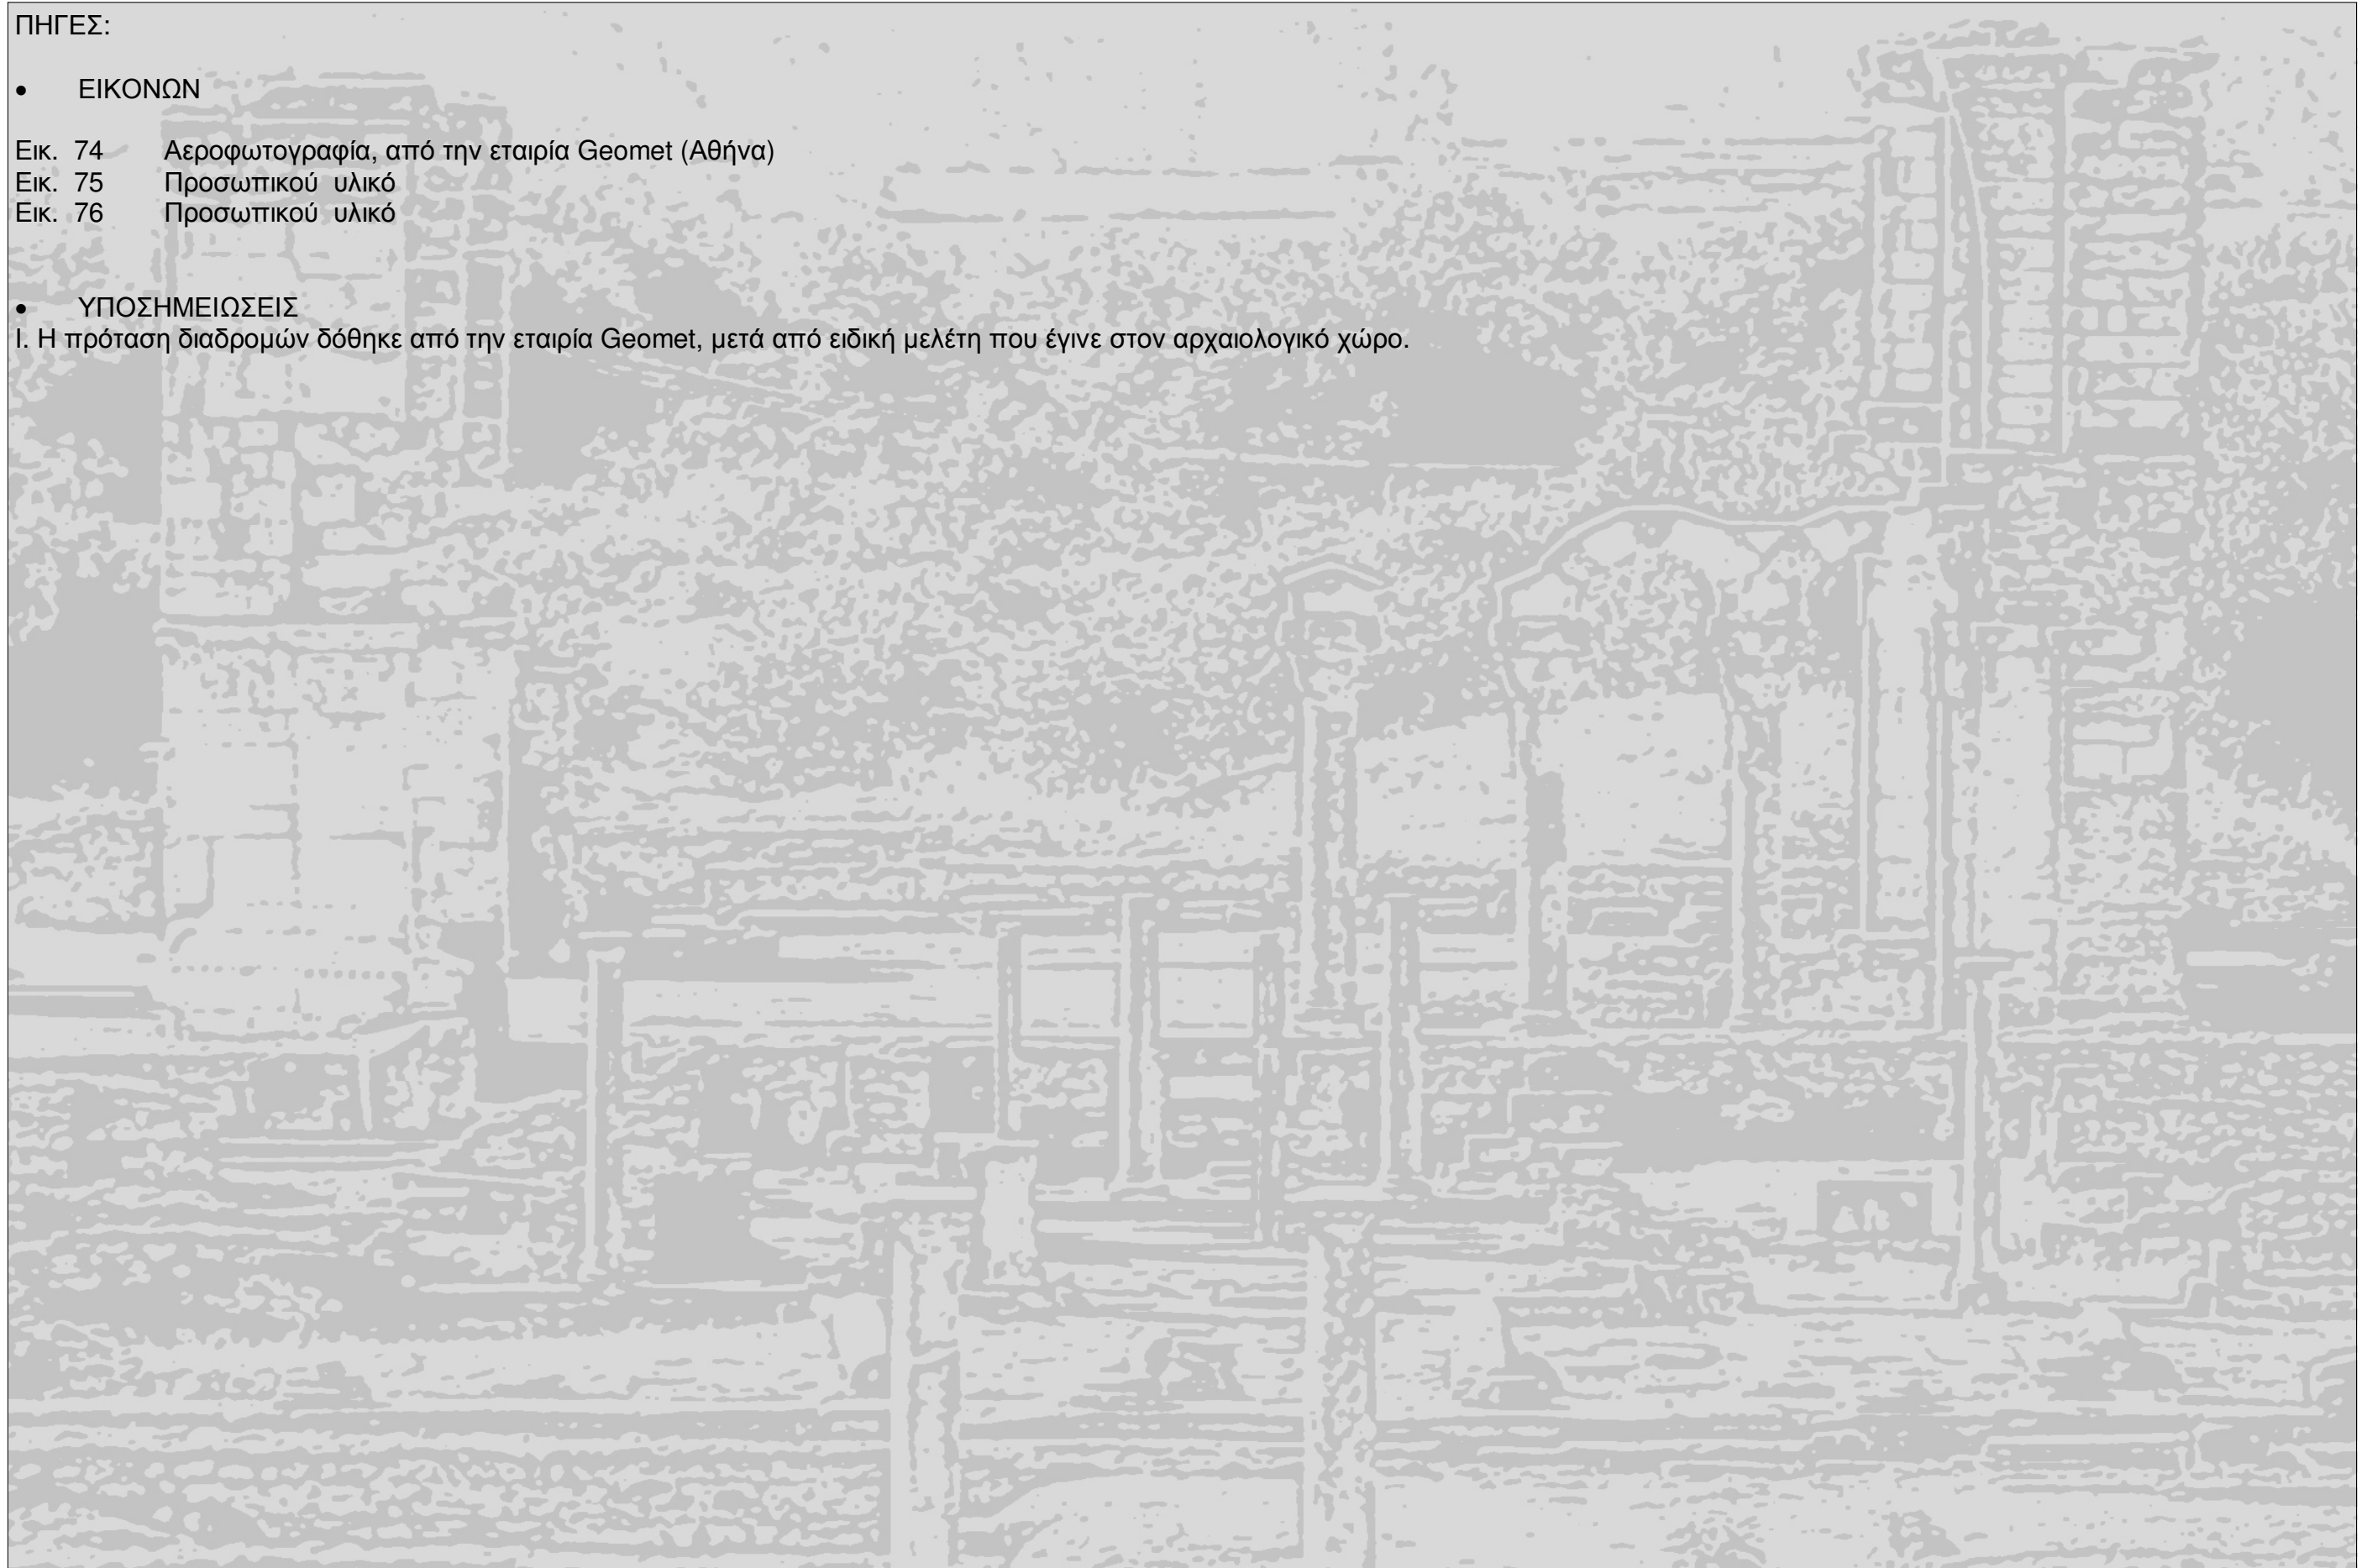 ΠΗΓΕΣ:
• ΕΙΚΟΝΩΝ
Εικ. 74 Αεροφωτογραφία, από την εταιρία Geomet (Αθήνα)
Εικ. 75 Προσωπικού υλικό
Εικ. 76 Προσωπικού υλικό
• ΥΠΟΣΗΜΕΙΩΣΕΙΣ
Ι. Η πρόταση διαδρομών δόθηκε από την εταιρία Geomet, μετά από ειδική μελέτη που έγινε στον αρχαιολογικό χώρο.